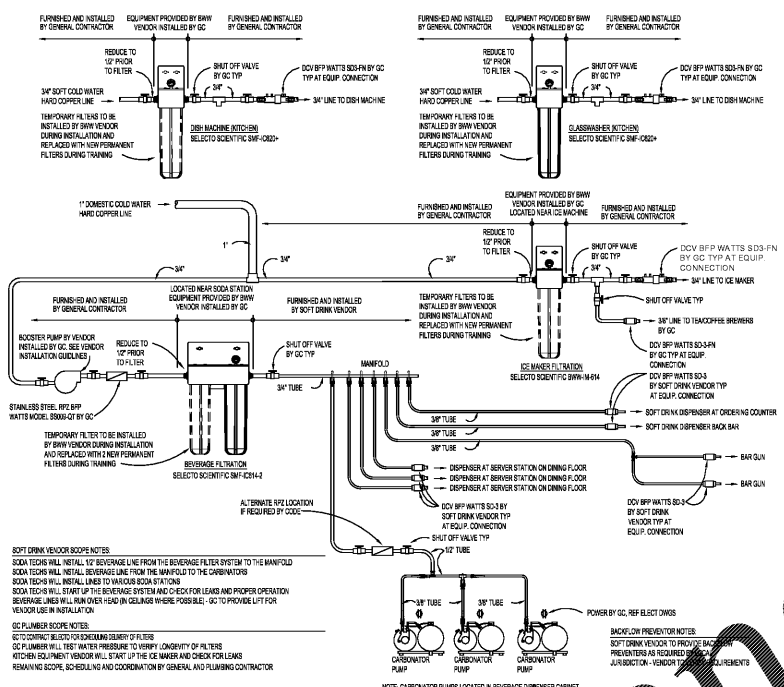 FURNISHED AND INSTALLED
BY GENERAL CONTRACTOR
EQUIPMENT PROVIDED BY BWW
VENDOR INSTALLED BY GC
FURNISHED AND INSTALLED
BY GENERAL CONTRACTOR
REDUCE TO
1/2" PRIOR
TO FILTER
SHUT OFF VALVE
BY GC TYP
DCV BFP WATTS SD3-FN BY GC
TYP AT EQUIP. CONNECTION
3/4"
3/4" SOFT COLD WATER
HARD COPPER LINE
3/4" LINE TO DISH MACHINE
TEMPORARY FILTERS TO BE
INSTALLED BY BWW VENDOR
DURING INSTALLATION AND
REPLACED WITH NEW PERMANENT
FILTERS DURING TRAINING
DISH MACHINE (KITCHEN)
SELECTO SCIENTIFIC SMF-IC620+
FURNISHED AND INSTALLED
BY GENERAL CONTRACTOR
EQUIPMENT PROVIDED BY BWW
VENDOR INSTALLED BY GC
FURNISHED AND INSTALLED
BY GENERAL CONTRACTOR
REDUCE TO
1/2" PRIOR
TO FILTER
SHUT OFF VALVE
BY GC TYP
DCV BFP WATTS SD3-FN BY GC
TYP AT EQUIP. CONNECTION
3/4"
3/4" SOFT COLD WATER
HARD COPPER LINE
3/4" LINE TO DISH MACHINE
TEMPORARY FILTERS TO BE
INSTALLED BY BWW VENDOR
DURING INSTALLATION AND
REPLACED WITH NEW PERMANENT
FILTERS DURING TRAINING
GLASSWASHER (KITCHEN)
SELECTO SCIENTIFIC SMF-IC620+
1" DOMESTIC COLD WATER
HARD COPPER LINE
1"
3/4"
3/4"
3/4"
FURNISHED AND INSTALLED
BY GENERAL CONTRACTOR
EQUIPMENT PROVIDED BY BWW
VENDOR INSTALLED BY GC
LOCATED NEAR ICE MACHINE
FURNISHED AND INSTALLED
BY GENERAL CONTRACTOR
REDUCE TO
1/2" PRIOR
TO FILTER
SHUT OFF VALVE
BY GC TYP
3/4"
DCV BFP WATTS SD3-FN
BY GC TYP AT EQUIP.
CONNECTION
3/4" LINE TO ICE MAKER
SHUT OFF VALVE TYP
3/8" LINE TO TEA/COFFEE BREWERS
BY GC
DCV BFP WATTS SD-3-FN
BY GC TYP AT EQUIP.
CONNECTION
TEMPORARY FILTERS TO BE
INSTALLED BY BWW VENDOR
DURING INSTALLATION AND
REPLACED WITH NEW PERMANENT
FILTERS DURING TRAINING
ICE MAKER FILTRATION
SELECTO SCIENTIFIC BWW-IM-614
FURNISHED AND INSTALLED
BY GENERAL CONTRACTOR
LOCATED NEAR SODA STATION
EQUIPMENT PROVIDED BY BWW
VENDOR INSTALLED BY GC
FURNISHED AND INSTALLED
BY SOFT DRINK VENDOR
BOOSTER PUMP BY VENDOR
INSTALLED BY GC. SEE VENDOR
INSTALLATION GUIDLINES
REDUCE TO
1/2" PRIOR
TO FILTER
SHUT OFF VALVE
BY GC TYP
MANIFOLD
3/4" TUBE
STAINLESS STEEL RPZ BFP
WATTS MODEL SS009-QT BY GC
TEMPORARY FILTER TO BE INSTALLED
BY BWW VENDOR DURING INSTALLATION
AND REPLACED WITH 2 NEW PERMANENT
FILTERS DURING TRAINING
BEVERAGE FILTRATION
SELECTO SCIENTIFIC SMF-IC614-2
DCV BFP WATTS SD-3
BY SOFT DRINK VENDOR TYP
AT EQUIP. CONNECTION
3/8" TUBE
SOFT DRINK DISPENSER AT ORDERING COUNTER
3/8" TUBE
SOFT DRINK DISPENSER BACK BAR
3/8" TUBE
BAR GUN
BAR GUN
DISPENSER AT SERVER STATION ON DINING FLOOR
DISPENSER AT SERVER STATION ON DINING FLOOR
DISPENSER AT SERVER STATION ON DINING FLOOR
DCV BFP WATTS SD-3 BY
SOFT DRINK VENDOR TYP
AT EQUIP. CONNECTION
DCV BFP WATTS SD-3
BY SOFT DRINK
VENDOR TYP AT
EQUIP. CONNECTION
ALTERNATE RPZ LOCATION
IF REQUIRED BY CODE
SHUT OFF VALVE TYP
1/2" TUBE
3/8" TUBE
3/8" TUBE
POWER BY GC, REF ELECT DWGS
CARBONATOR
PUMP
CARBONATOR
PUMP
CARBONATOR
PUMP
SOFT DRINK VENDOR SCOPE NOTES:
SODA TECHS WILL INSTALL 1/2" BEVERAGE LINE FROM THE BEVERAGE FILTER SYSTEM TO THE MANIFOLD
SODA TECHS WILL INSTALL BEVERAGE LINE FROM THE MANIFOLD TO THE CARBINATORS
SODA TECHS WILL INSTALL LINES TO VARIOUS SODA STATIONS
SODA TECHS WILL START UP THE BEVERAGE SYSTEM AND CHECK FOR LEAKS AND PROPER OPERATION
BEVERAGE LINES WILL RUN OVER HEAD (IN CEILINGS WHERE POSSIBLE) - GC TO PROVIDE LIFT FOR
VENDOR USE IN INSTALLATION
GC PLUMBER SCOPE NOTES:
GC TO CONTRACT SELECTO FOR SCHEDULING DELIVERY OF FILTERS
GC PLUMBER WILL TEST WATER PRESSURE TO VERIFY LONGEVITY OF FILTERS
KITCHEN EQUIPMENT VENDOR WILL START UP THE ICE MAKER AND CHECK FOR LEAKS
REMAINING SCOPE, SCHEDULING AND COORDINATION BY GENERAL AND PLUMBING CONTRACTOR
BACKFLOW PREVENTOR NOTES:
SOFT DRINK VENDOR TO PROVIDE BACKFLOW
PREVENTERS AS REQUIRED BY LOCAL
JURISDICTION - VENDOR TO REQUIREMENTS
NOTE: CARBONATOR PUMPS LOCATED IN BEVERAGE DISPENSER CABINET